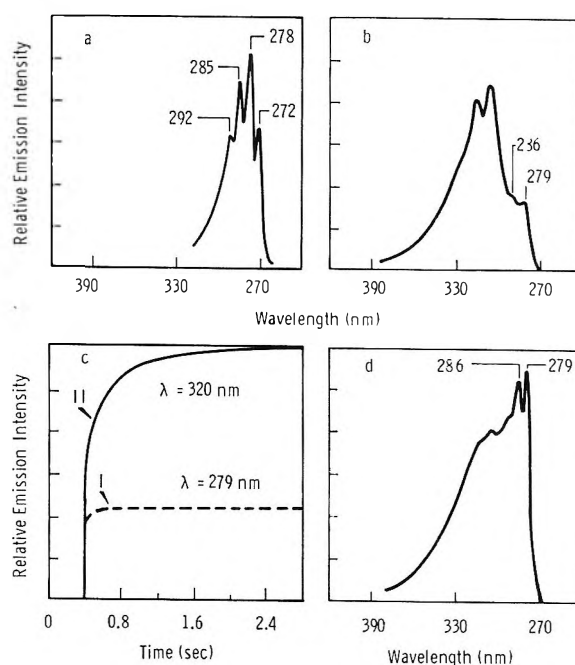 a
278
285
292
272
Relative Emission Intensity
390
330
270
b
236
279
390
330
270
Wavelength (nm)
c
II
λ = 320 nm
I
λ = 279 nm
Relative Emission Intensity
0
0.8
1.6
2.4
Time (sec)
d
286
279
390
330
270
Wavelength (nm)